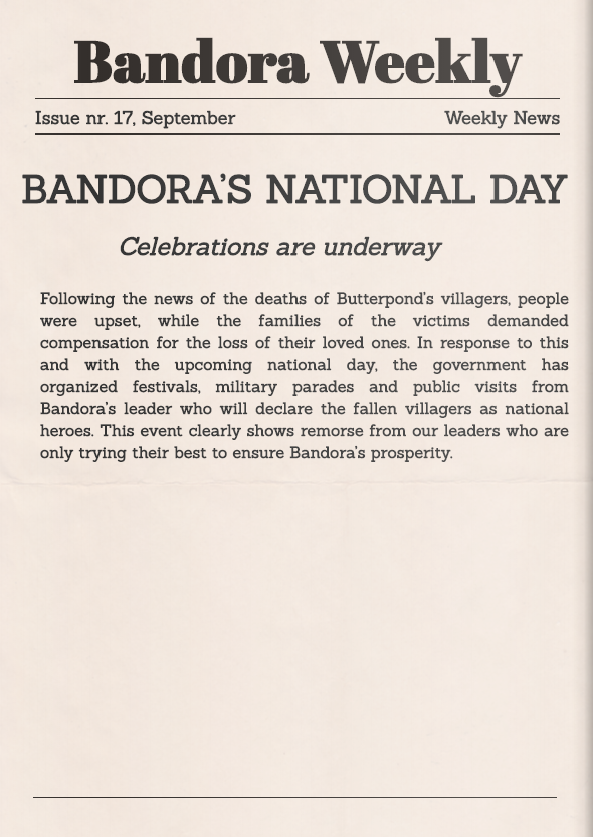 Bandora Weekly
Issue nr. 17, September
Weekly News
BANDORA'S NATIONAL DAY
Celebrations are underway
Following the news of the deaths of Butterpond's villagers, people
were upset, while the families of the victims demanded
compensation for the loss of their loved ones. In response to this
and with the upcoming national day, the government has
organized festivals, military parades and public visits from
Bandora's leader who will declare the fallen villagers as national
heroes. This event clearly shows remorse from our leaders who are
only trying their best to ensure Bandora's prosperity.